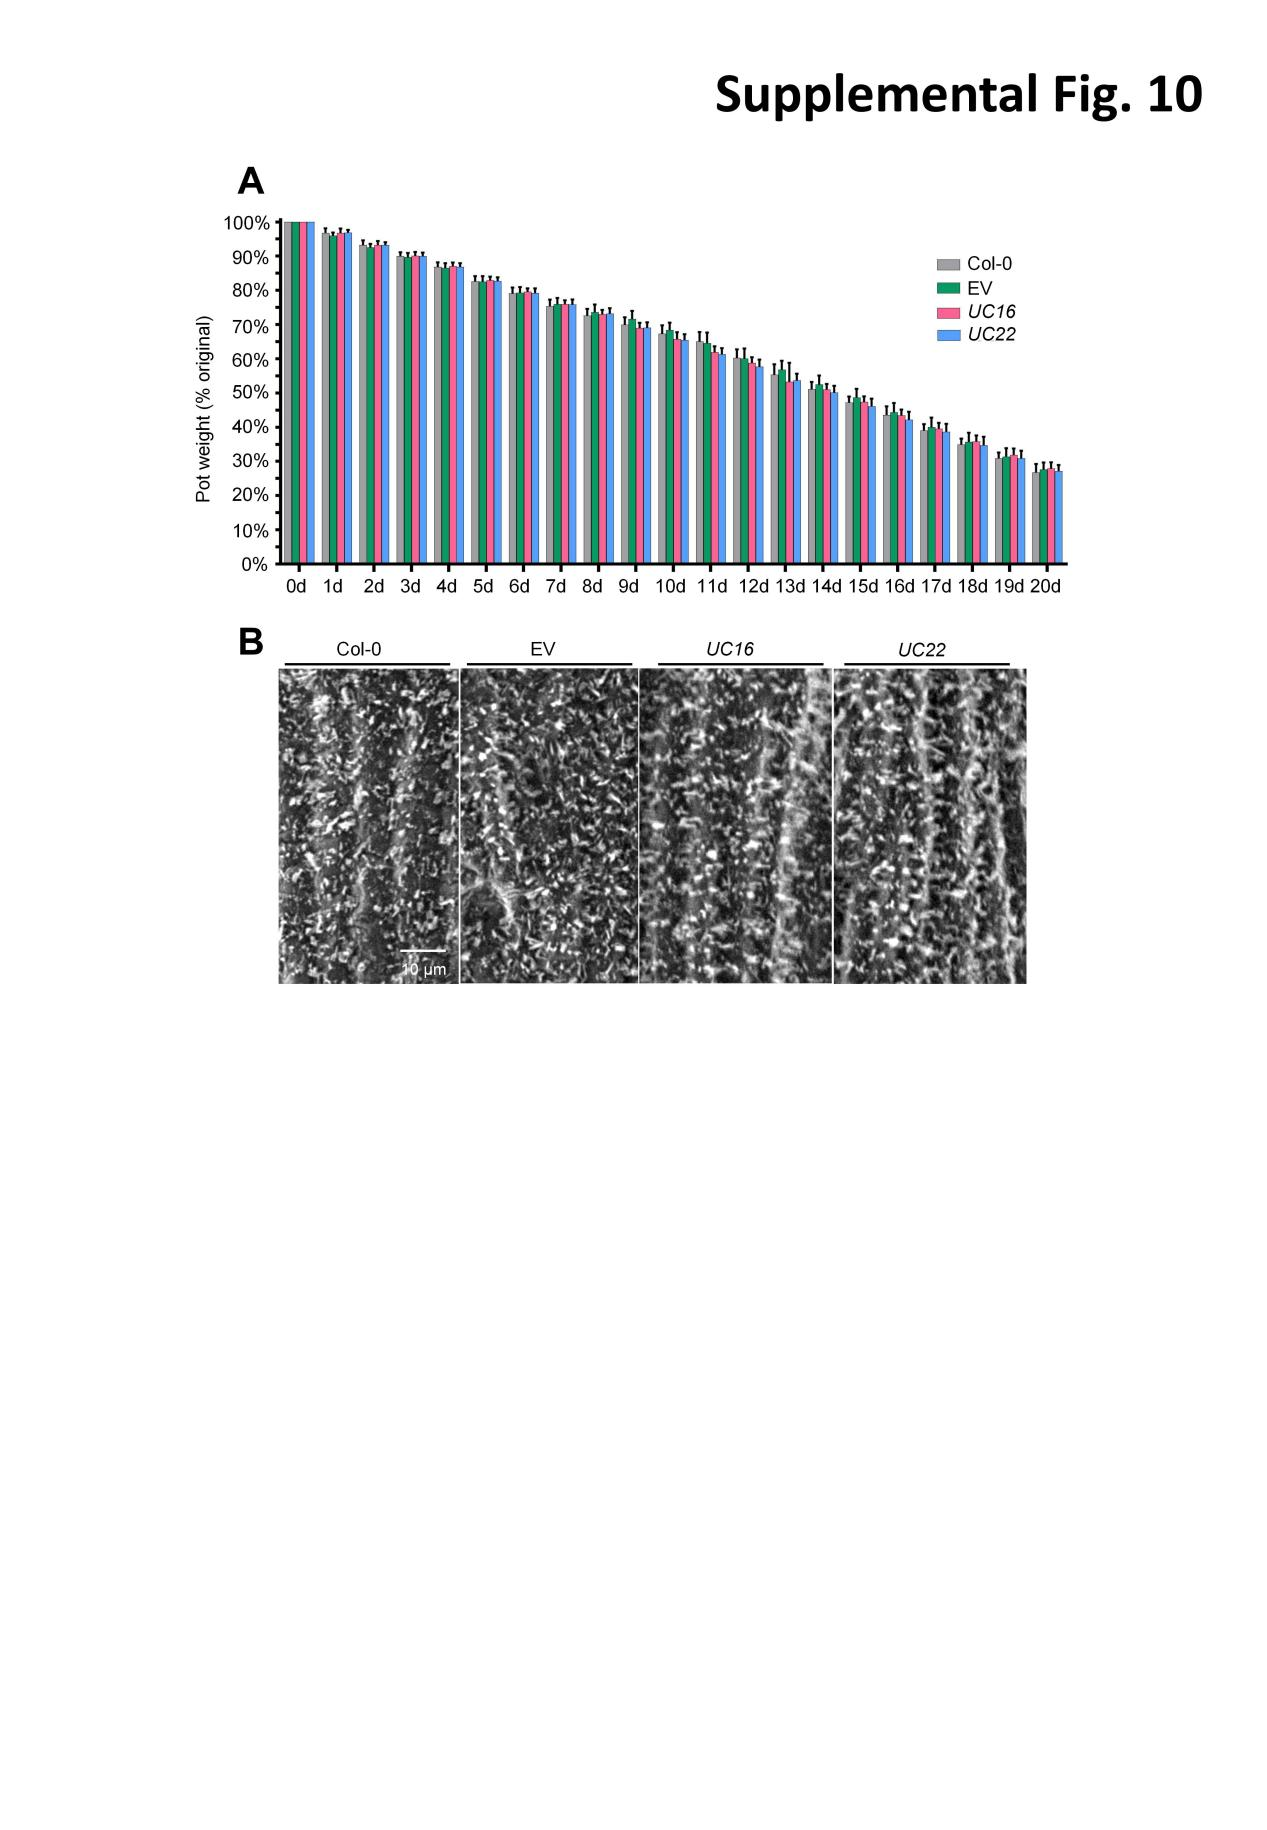 Supplemental Fig. 10
A
100%
90%
80%
70%
60%
50%
40%
30%
20%
10%
0%
Pot weight (% original)
Col-0
EV
UC16
UC22
0d 1d 2d 3d 4d 5d 6d 7d 8d 9d 10d 11d 12d 13d 14d 15d 16d 17d 18d 19d 20d
B
Col-0 EV UC16 UC22
10 µm